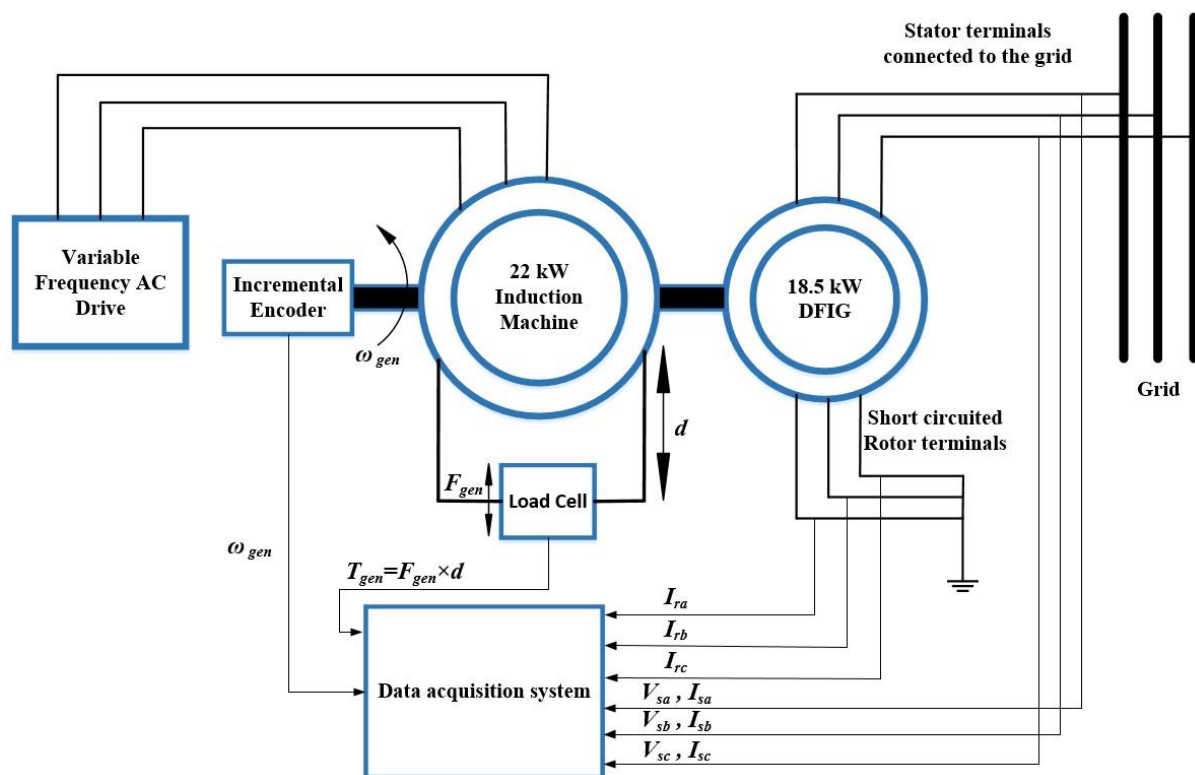 Stator terminals
connected to the grid
Variable
Frequency AC
Drive
Incremental
Encoder
22 kW
Induction
Machine
18.5 kW
DFIG
ω gen
Grid
d
Short circuited
Rotor terminals
F gen
Load Cell
ω gen
T gen=F gen×d
I ra
I rb
I rc
Data acquisition system
V sa , I sa
V sb , I sb
V sc , I sc